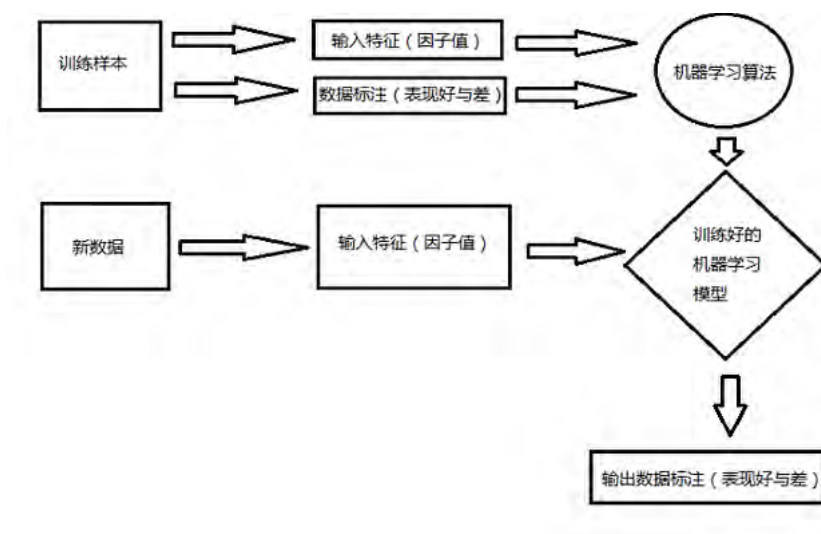 训练样本
输入特征（因子值）
数据标注（表现好与差）
机器学习算法
新数据
输入特征（因子值）
训练好的
机器学习
模型
输出数据标注（表现好与差）